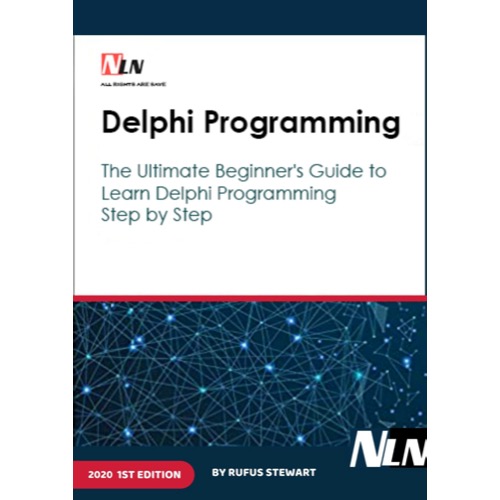 NLN
ALL RIGHTS ARE SAVE
Delphi Programming
The Ultimate Beginner's Guide to
Learn Delphi Programming
Step by Step
NLN
2020 1ST EDITION
BY RUFUS STEWART